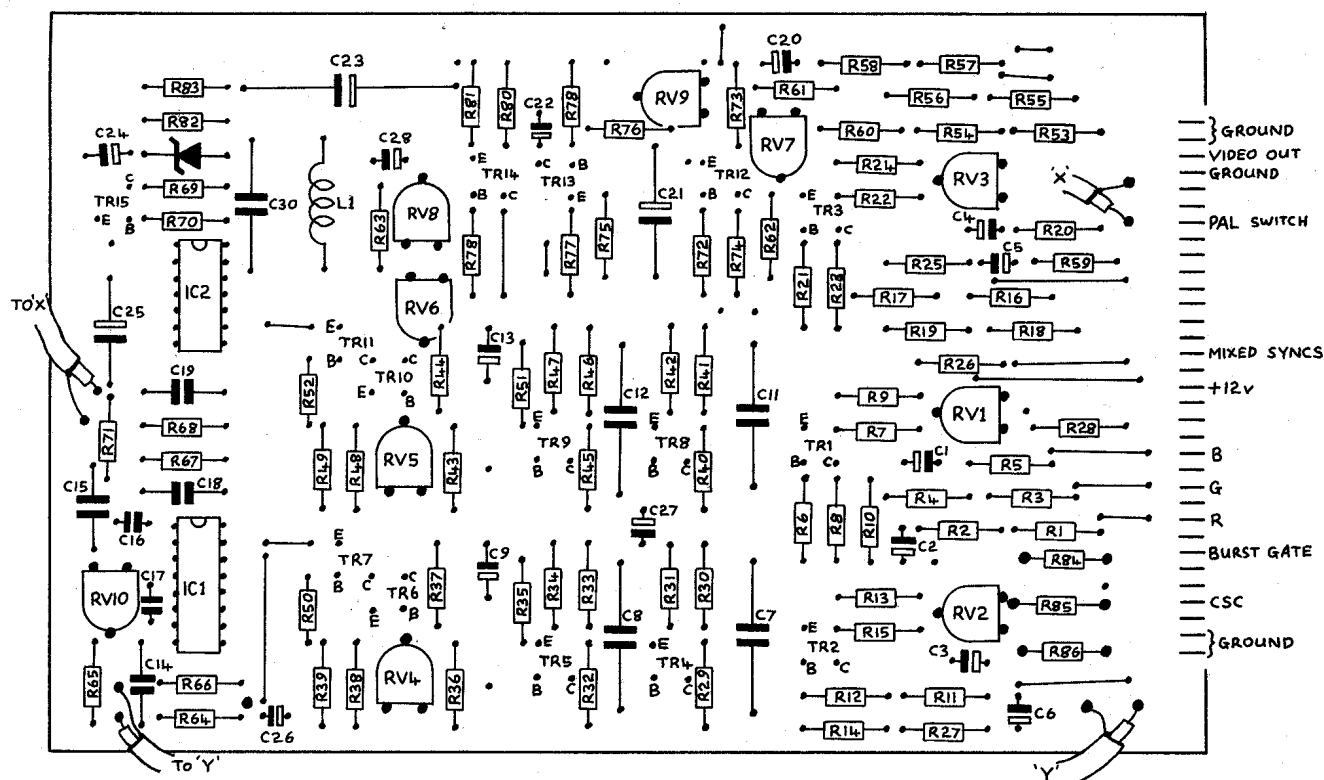 C20
C23
R58
R57
R83
R81
R80
R78
RV9
R73
R61
R56
R55
C22
R82
R76
RV7
R60
R54
R53
GROUND
C24
C28
VIDEO OUT
E
C
B
E
R21
RV3
'X'
GROUND
C
TR14
TR13
TR12
R69
TR15
B
C
E
B
C
E
R22
E
B
R70
C30
L1
R63
RV8
C21
TR3
C4
R20
PAL SWITCH
B
C
R78
R77
R75
R72
R74
R62
C5
R25
R59
IC2
RV6
R21
R23
R17
R16
TO 'X'
C25
E
TR11
C13
R19
R18
B
C
C
R44
R47
R46
R42
R41
R26
MIXED SYNCS
TR10
R52
E
B
R51
C12
C11
+12v
C19
R9
RV1
R71
R68
E
E
E
R7
R28
R49
R48
RV5
R43
TR9
TR8
TR1
R67
B
C
R45
B
C
R40
B
C
C1
R5
B
C15
C18
R4
R3
G
C16
C27
R6
R8
R10
R2
R1
R
E
C2
TR7
C9
R84
BURST GATE
IC1
B
C
C
R37
R34
R33
R31
R30
C17
TR6
RV10
R50
E
B
R35
C8
C7
R13
RV2
R85
CSC
E
E
E
R15
TR5
TR4
TR2
C3
R86
GROUND
R65
C14
R66
R39
R38
RV4
R36
B
C
R32
B
C
R29
B
C
R12
R11
R64
C26
R14
R27
C6
TO 'Y'
'Y'